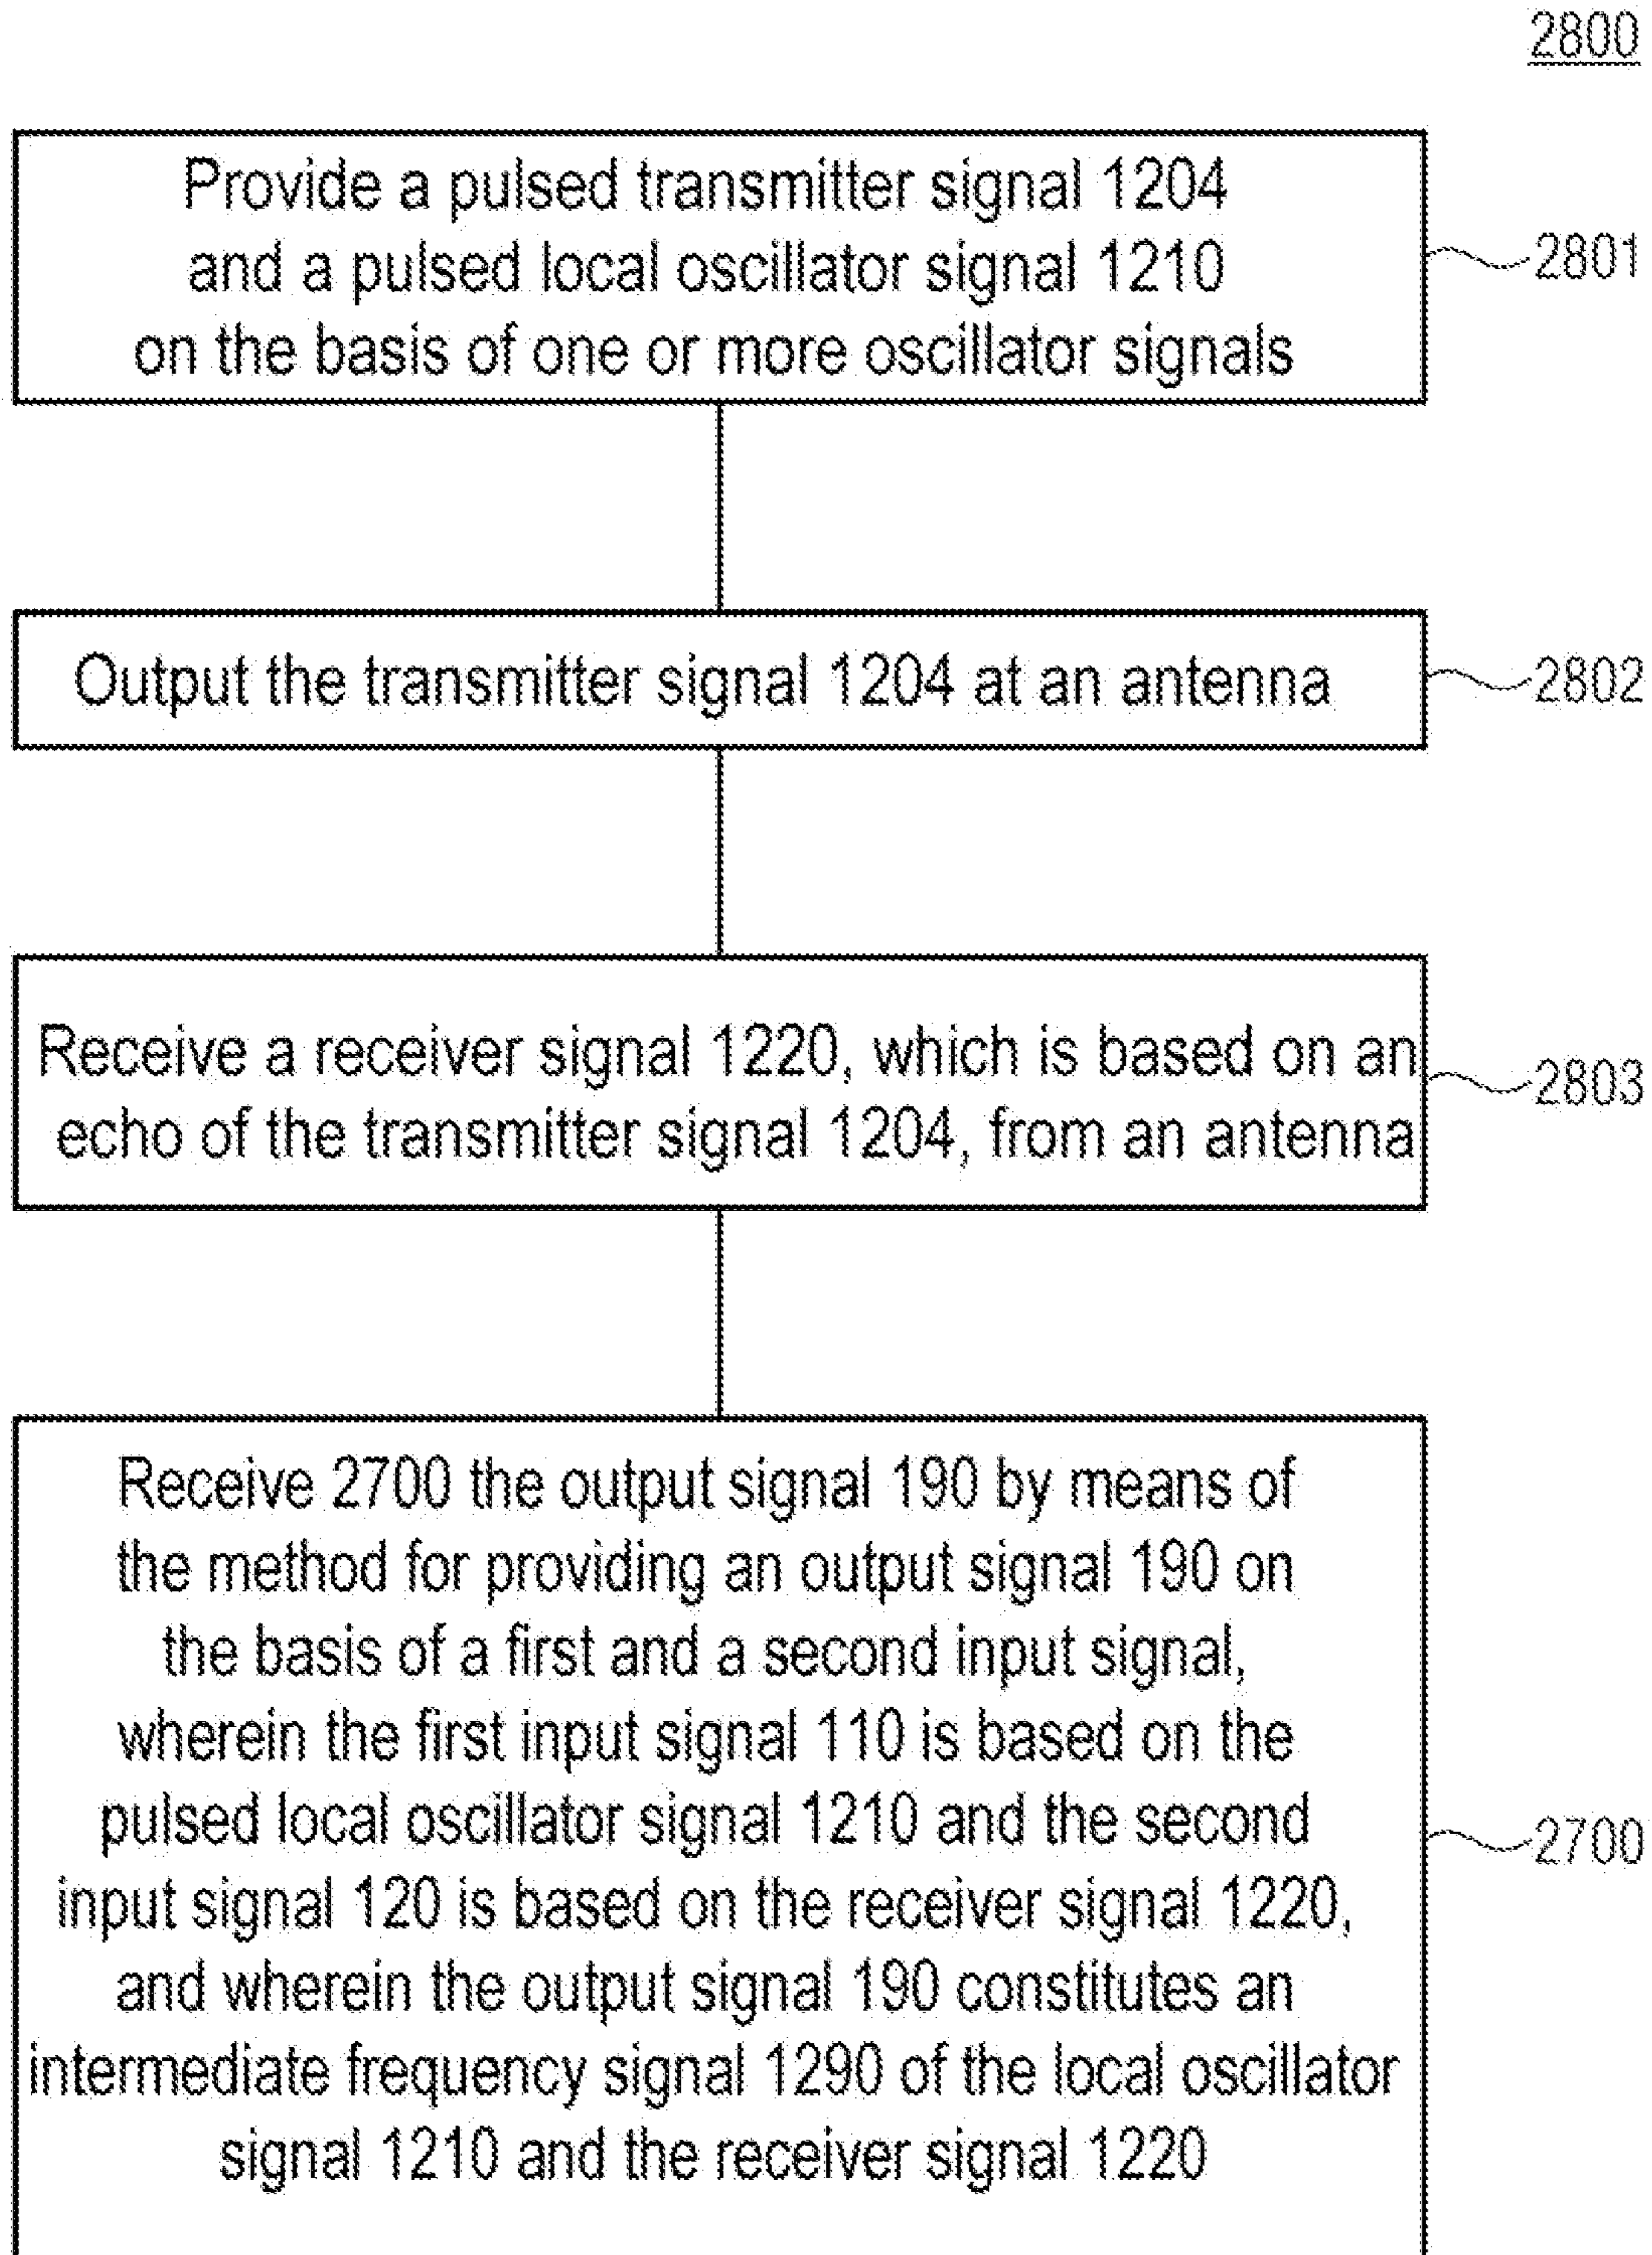 2800
Provide a pulsed transmitter signal 1204
and a pulsed local oscillator signal 1210
on the basis of one or more oscillator signals
2801
Output the transmitter signal 1204 at an antenna
2802
Receive a receiver signal 1220, which is based on an
echo of the transmitter signal 1204, from an antenna
2803
Receive 2700 the output signal 190 by means of
the method for providing an output signal 190 on
the basis of a first and a second input signal,
wherein the first input signal 110 is based on the
pulsed local oscillator signal 1210 and the second
input signal 120 is based on the receiver signal 1220,
and wherein the output signal 190 constitutes an
intermediate frequency signal 1290 of the local oscillator
signal 1210 and the receiver signal 1220
2700